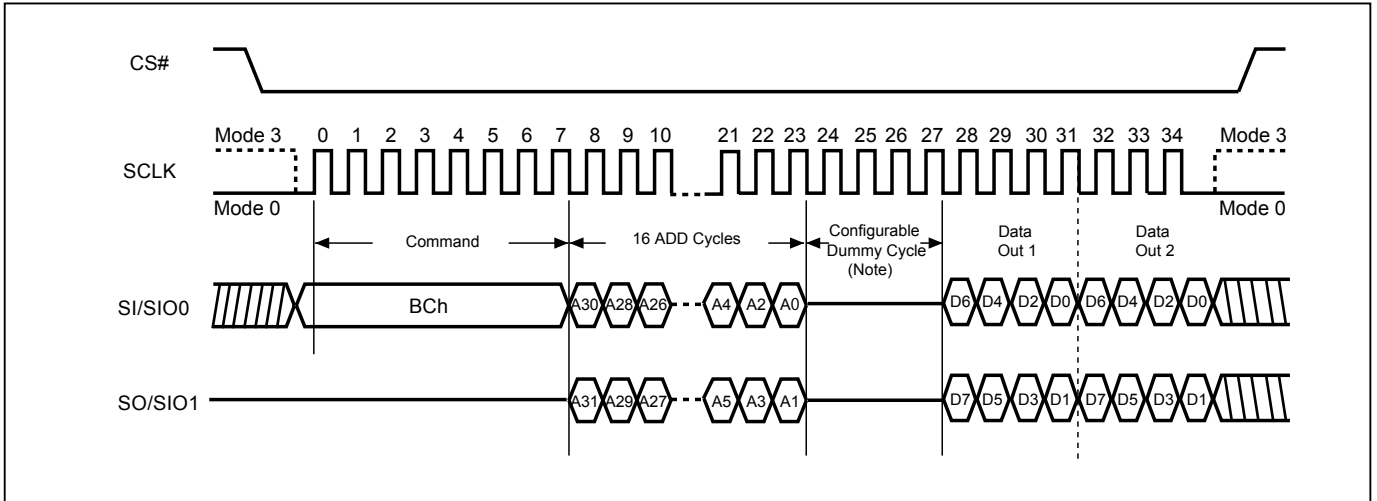 CS#
Mode 3 0 1 2 3 4 5 6 7 8 9 10 21 22 23 24 25 26 27 28 29 30 31 32 33 34 Mode 3
SCLK
Mode 0 Mode 0
Command 16 ADD Cycles Configurable Dummy Cycle (Note) Data Out 1 Data Out 2
SI/SIO0 BCh A30 A28 A26 A4 A2 A0 D6 D4 D2 D0 D6 D4 D2 D0
SO/SIO1 A31 A29 A27 A5 A3 A1 D7 D5 D3 D1 D7 D5 D3 D1